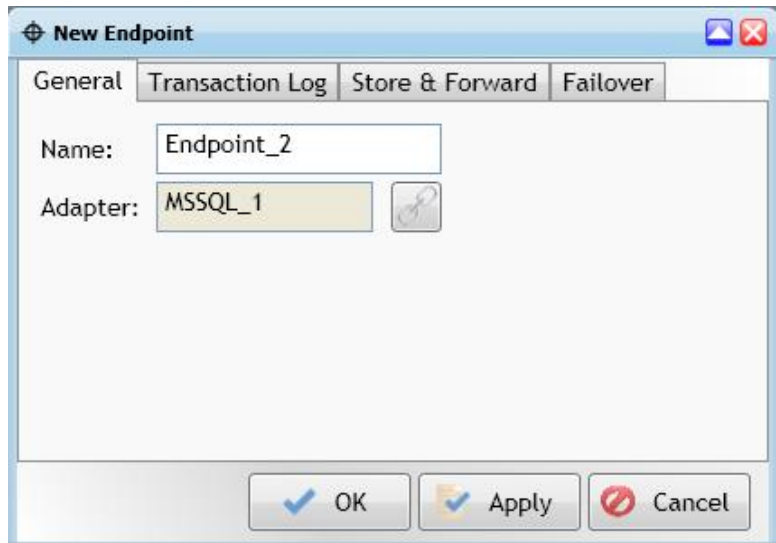 New Endpoint
General Transaction Log Store & Forward Failover
Name: Endpoint_2
Adapter: MSSQL_1
OK Apply Cancel